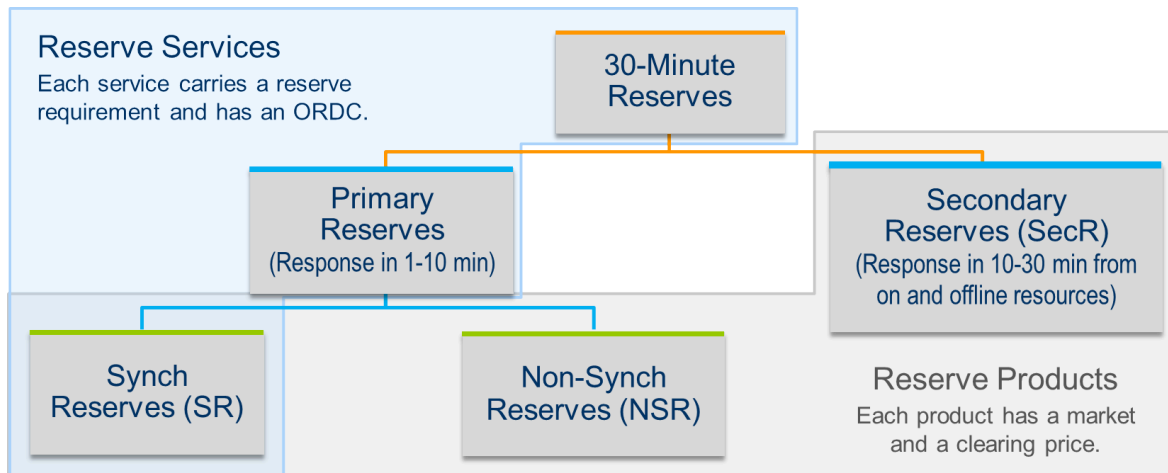 Reserve Services
Each service carries a reserve
requirement and has an ORDC.
30-Minute
Reserves
Primary
Reserves
(Response in 1-10 min)
Secondary
Reserves (SecR)
(Response in 10-30 min from
on and offline resources)
Synch
Reserves (SR)
Non-Synch
Reserves (NSR)
Reserve Products
Each product has a market
and a clearing price.